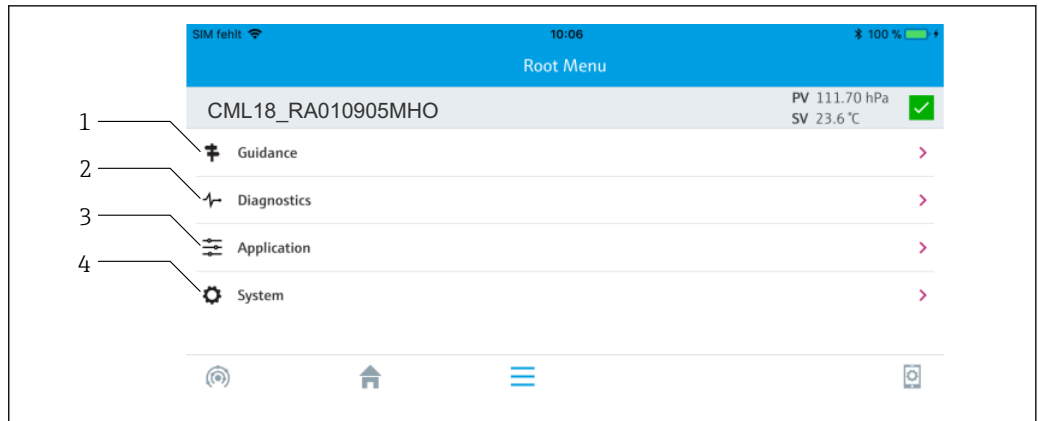 SIM fehlt 10:06 100 %
Root Menu
CML18_RA010905MHO
PV 111.70 hPa
SV 23.6 °C
1
Guidance
2
Diagnostics
3
Application
4
System